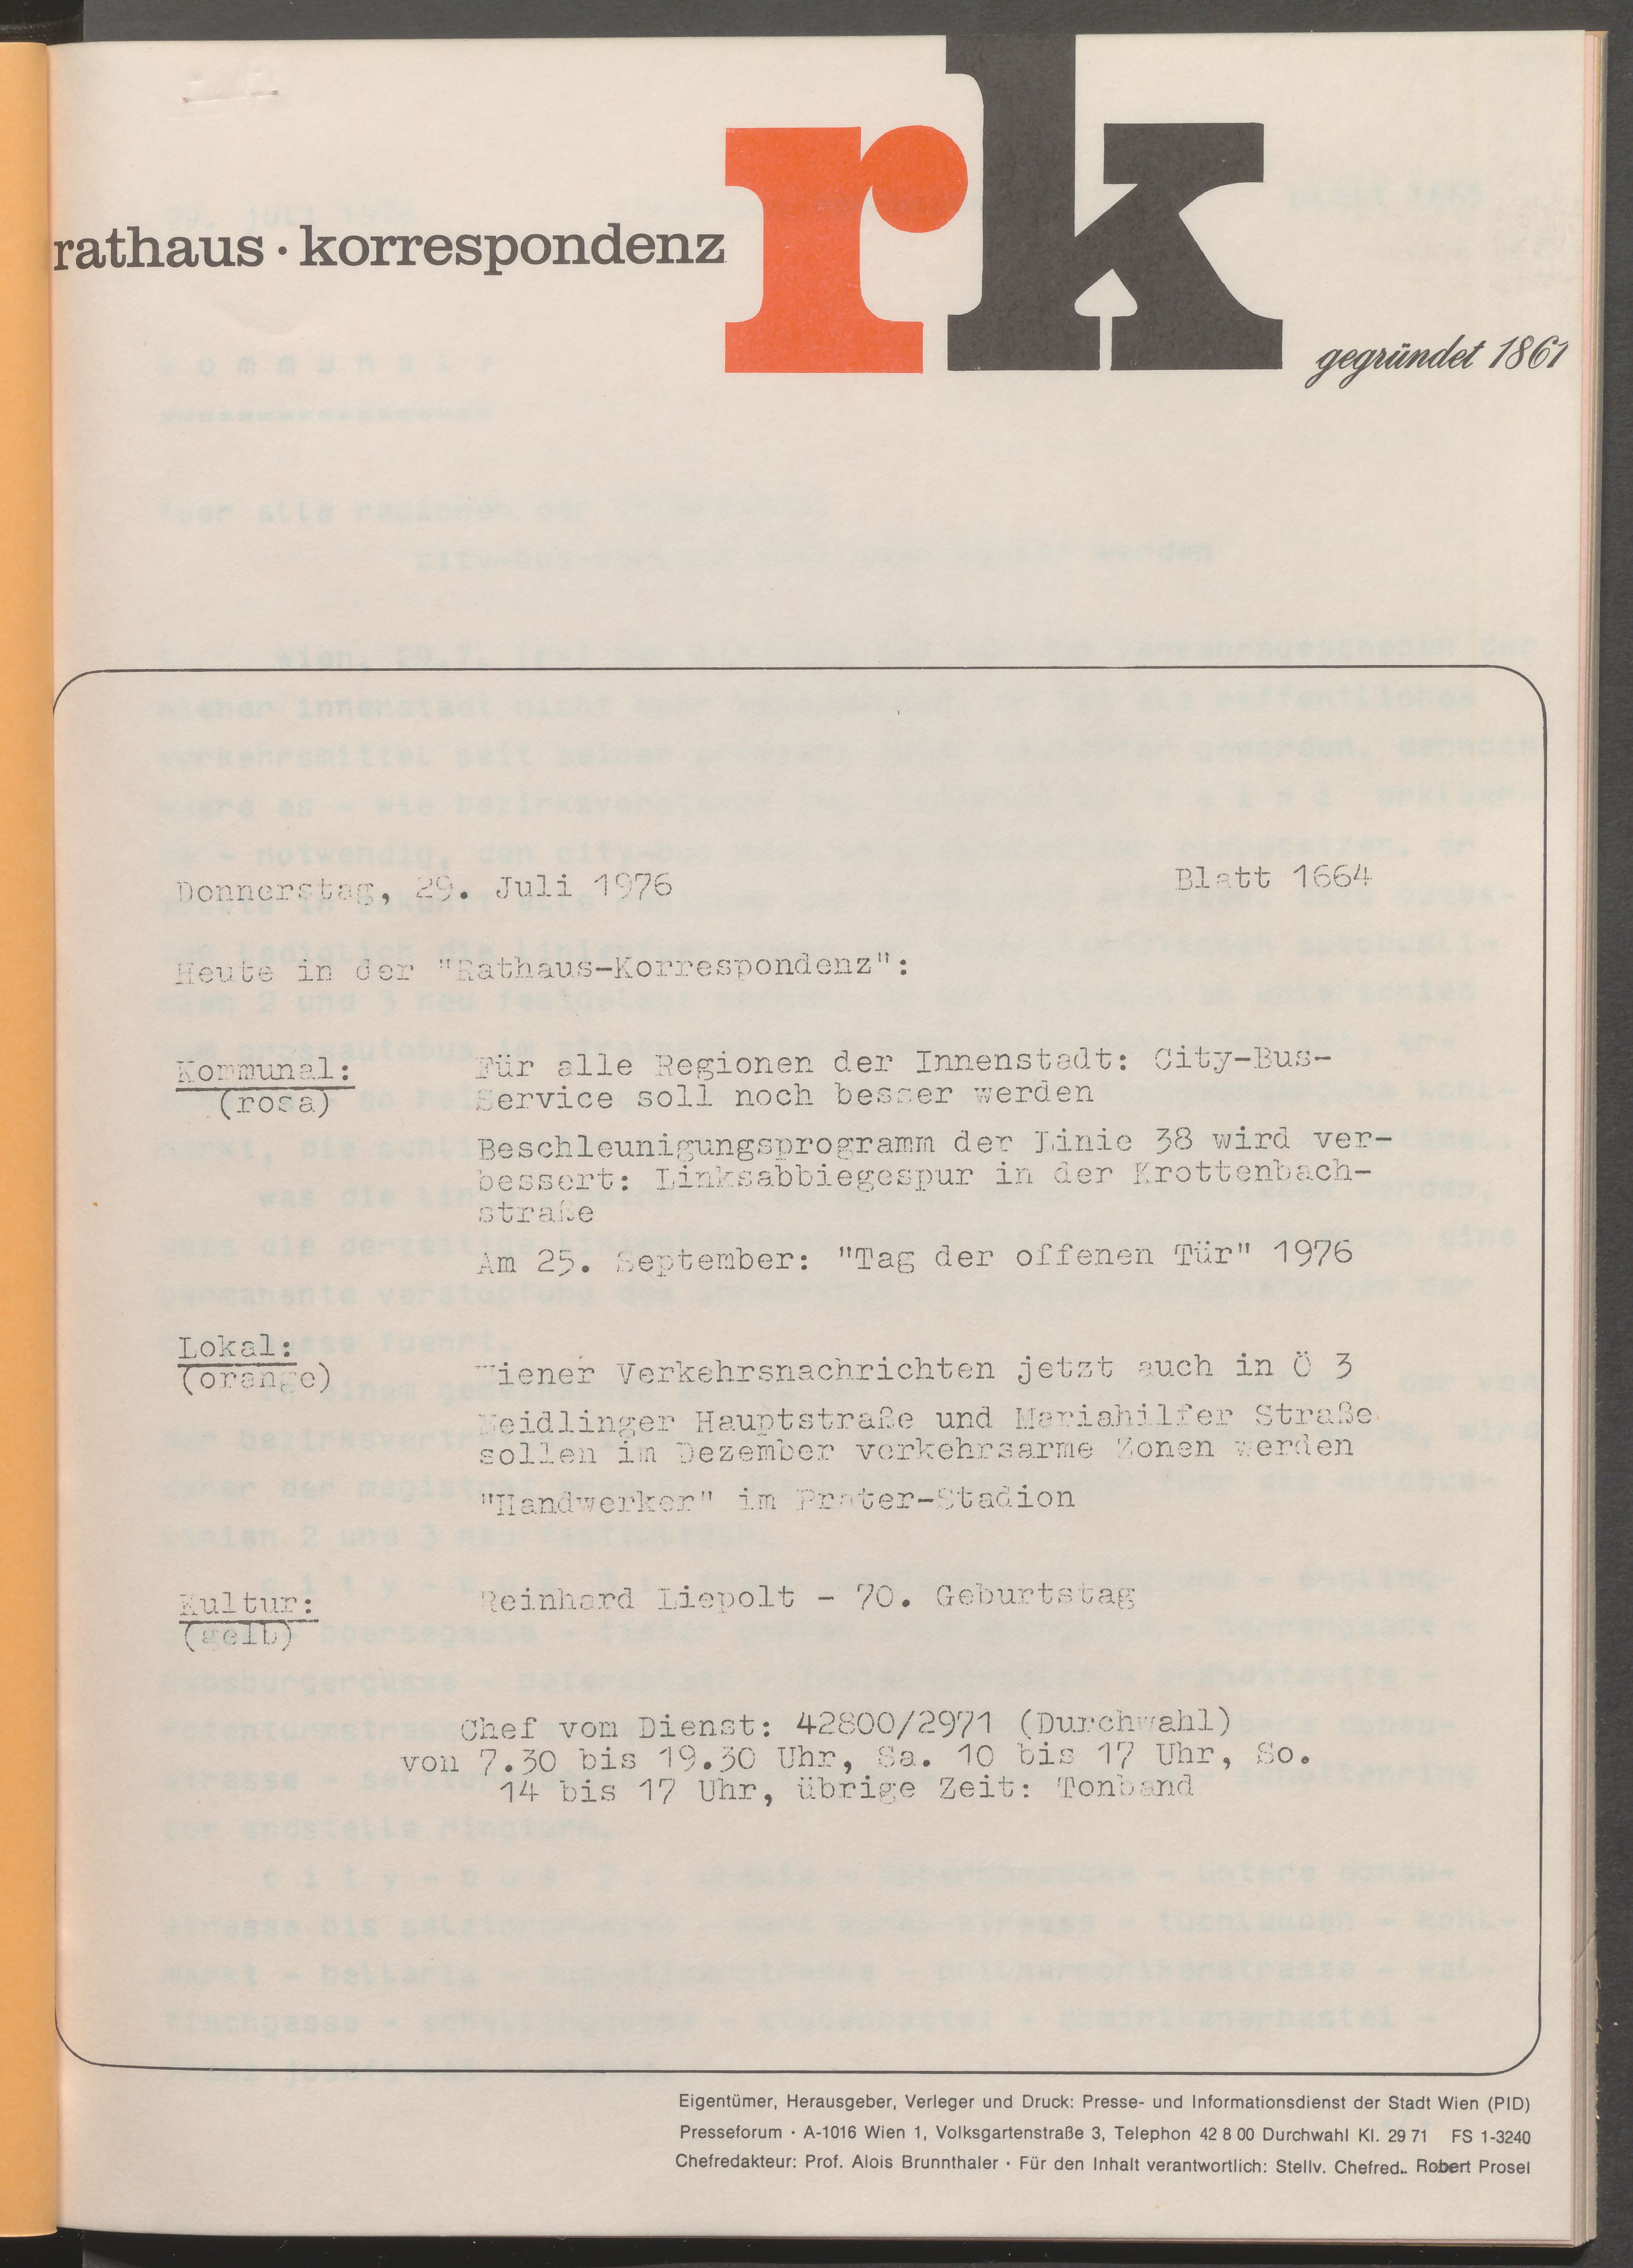 rk
rathaus · korrespondenz
gegründet 1861
Donnerstag, 29. Juli 1976
Blatt 1664
Heute in der "Rathaus-Korrespondenz":
Kommunal:
(rosa)
Für alle Regionen der Innenstadt: City-Bus-
Service soll noch besser werden
Beschleunigungsprogramm der Linie 38 wird ver-
bessert: Linksabbiegespur in der Krottenbach-
straße
Am 25. September: "Tag der offenen Tür" 1976
Lokal:
(orange)
Wiener Verkehrsnachrichten jetzt auch in Ö 3
Meidlinger Hauptstraße und Mariahilfer Straße
sollen im Dezember verkehrsarme Zonen werden
"Handwerker" im Prater-Stadion
Kultur:
(gelb)
Reinhard Liepolt - 70. Geburtstag
Chef vom Dienst: 42800/2971 (Durchwahl)
von 7.30 bis 19.30 Uhr, Sa. 10 bis 17 Uhr, So.
14 bis 17 Uhr, übrige Zeit: Tonband
Eigentümer, Herausgeber, Verleger und Druck: Presse- und Informationsdienst der Stadt Wien (PID)
Presseforum · A-1016 Wien 1, Volksgartenstraße 3, Telephon 42 8 00 Durchwahl Kl. 29 71 FS 1-3240
Chefredakteur: Prof. Alois Brunnthaler · Für den Inhalt verantwortlich: Stellv. Chefred.. Robert Prosel